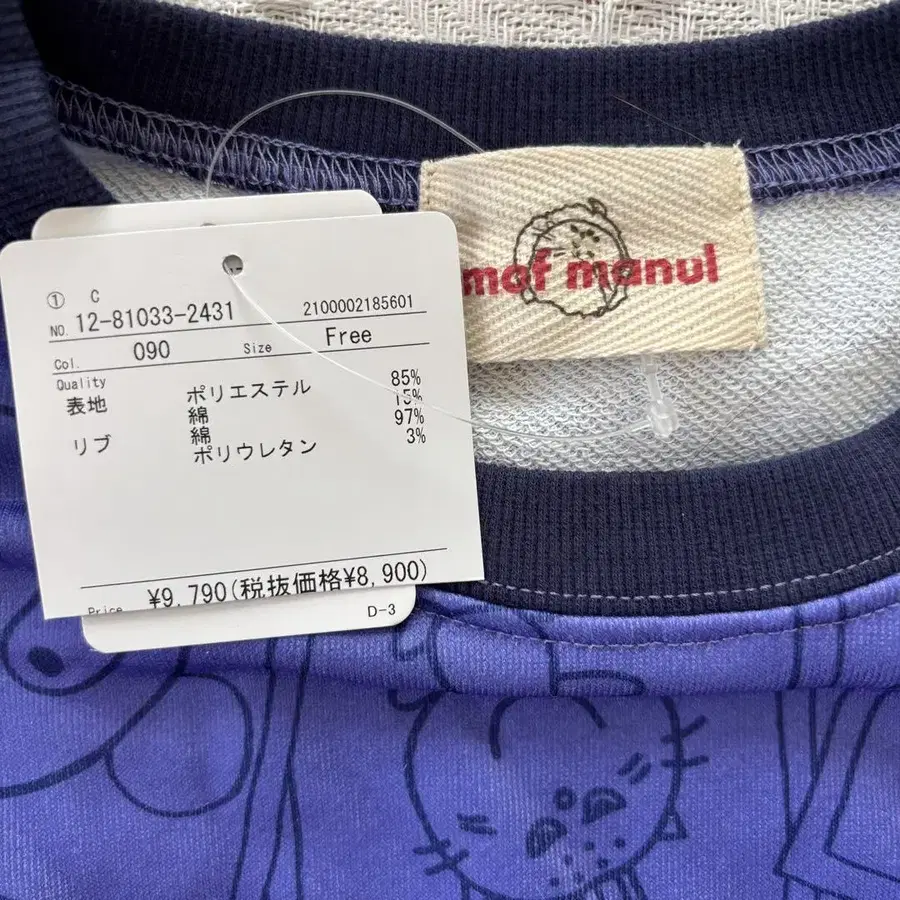 ① C
NO. 12-81033-2431 2100002185601
Col. 090 Size Free
Quality
表地 ポリエステル 85%
綿 15%
リブ 綿 97%
ポリウレタン 3%
Price ¥9,790(税抜価格¥8,900)
D-3
mof manul